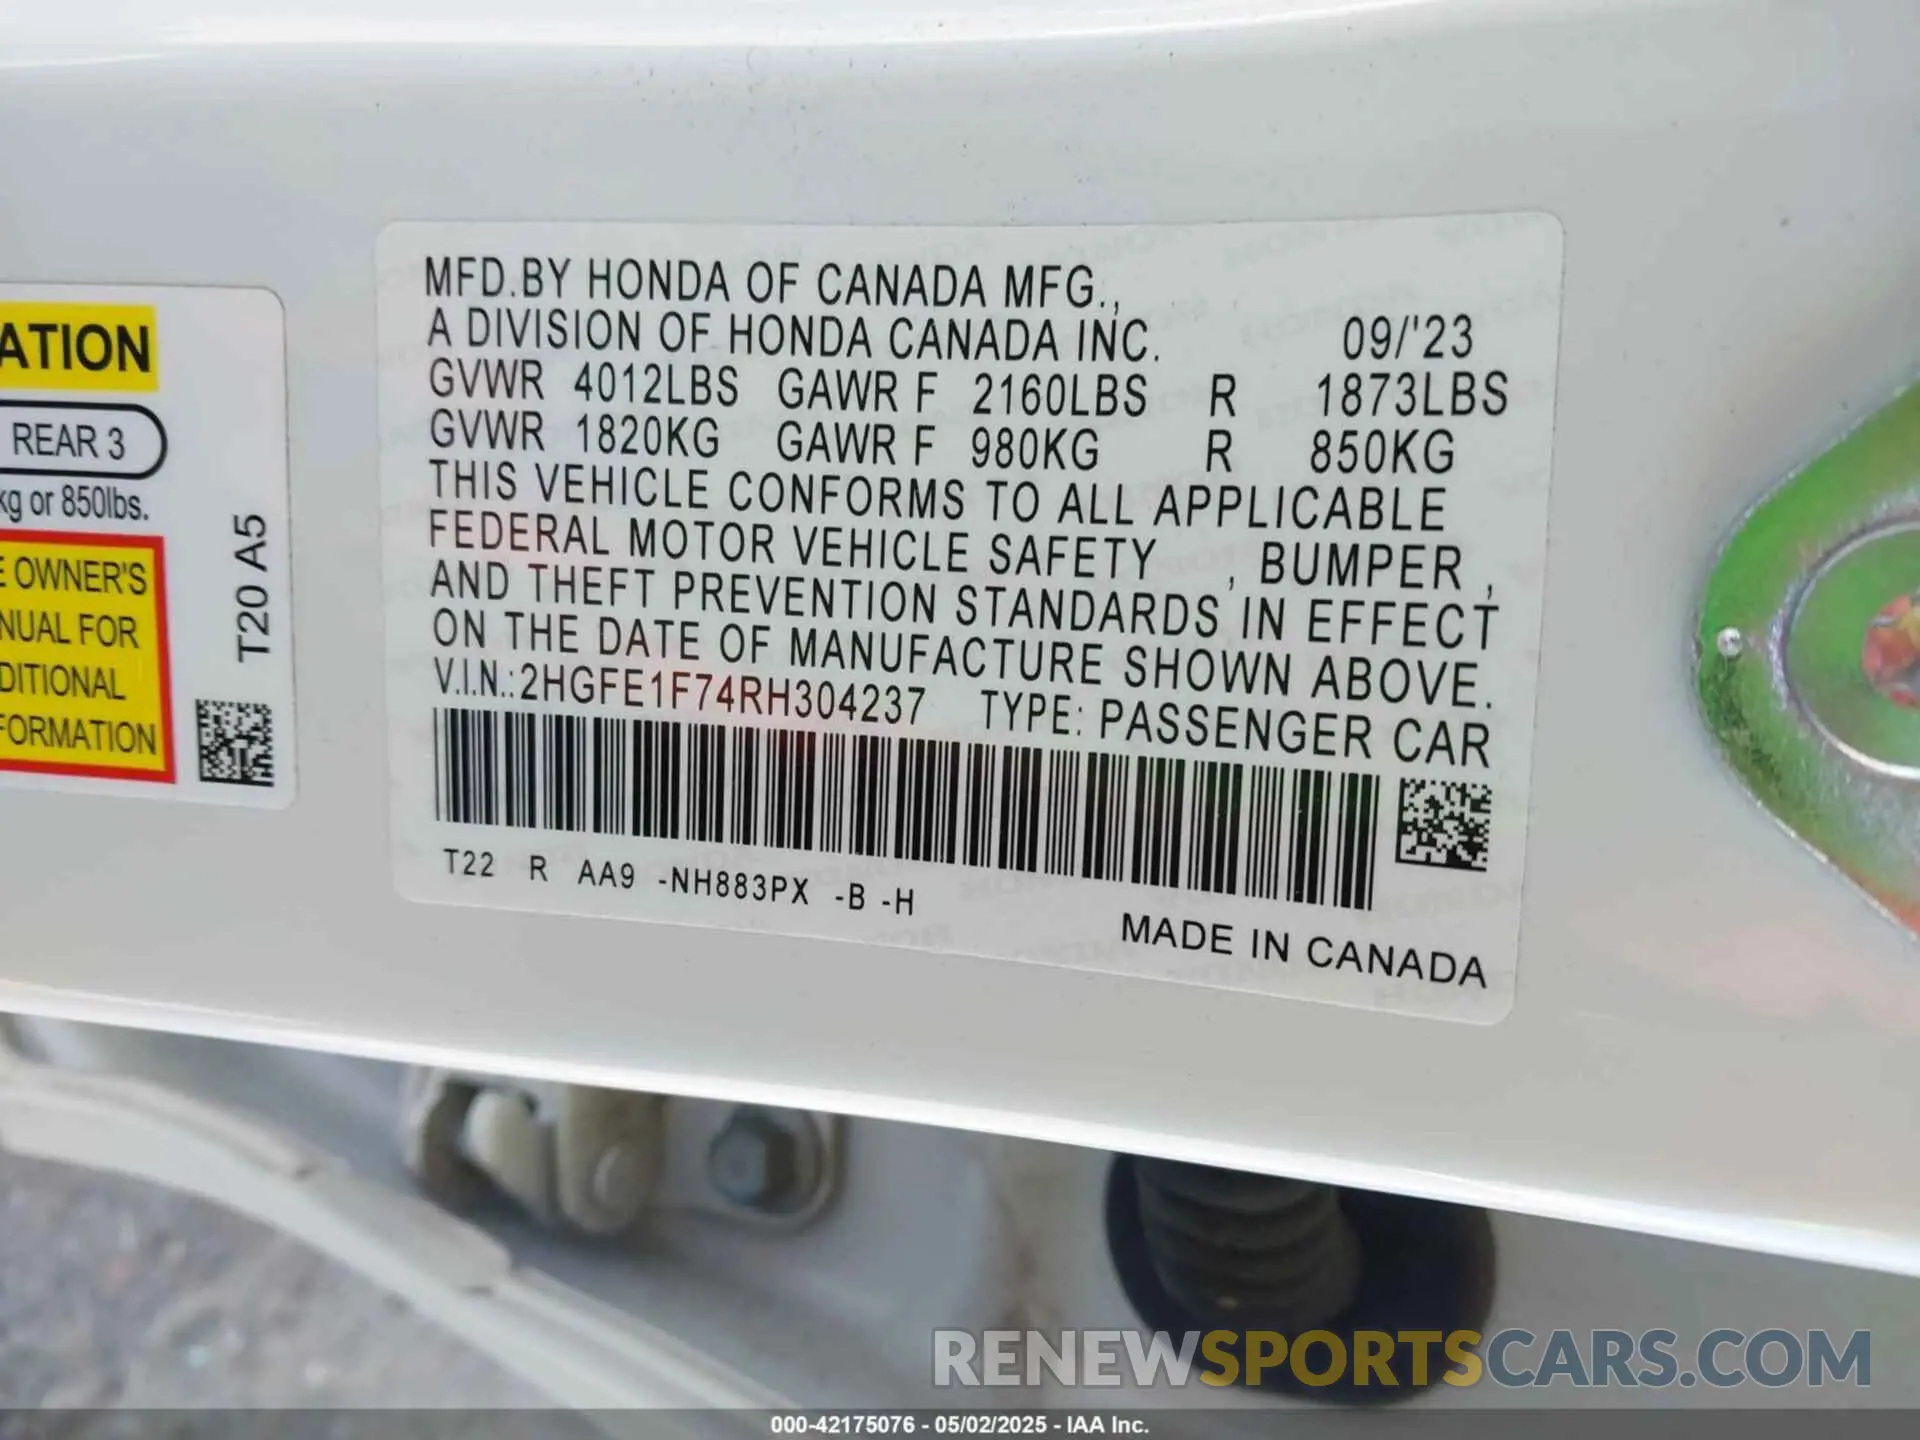 ATION
REAR 3
kg or 850lbs.
E OWNER'S
NUAL FOR
DITIONAL
FORMATION
T20 A5
MFD.BY HONDA OF CANADA MFG.,
A DIVISION OF HONDA CANADA INC. 09/'23
GVWR 4012LBS GAWR F 2160LBS R 1873LBS
GVWR 1820KG GAWR F 980KG R 850KG
THIS VEHICLE CONFORMS TO ALL APPLICABLE
FEDERAL MOTOR VEHICLE SAFETY , BUMPER ,
AND THEFT PREVENTION STANDARDS IN EFFECT
ON THE DATE OF MANUFACTURE SHOWN ABOVE.
V.I.N.:2HGFE1F74RH304237 TYPE: PASSENGER CAR
T22 R AA9 -NH883PX -B -H
MADE IN CANADA
RENEWSPORTSCARS.COM
000-42175076 - 05/02/2025 - IAA Inc.